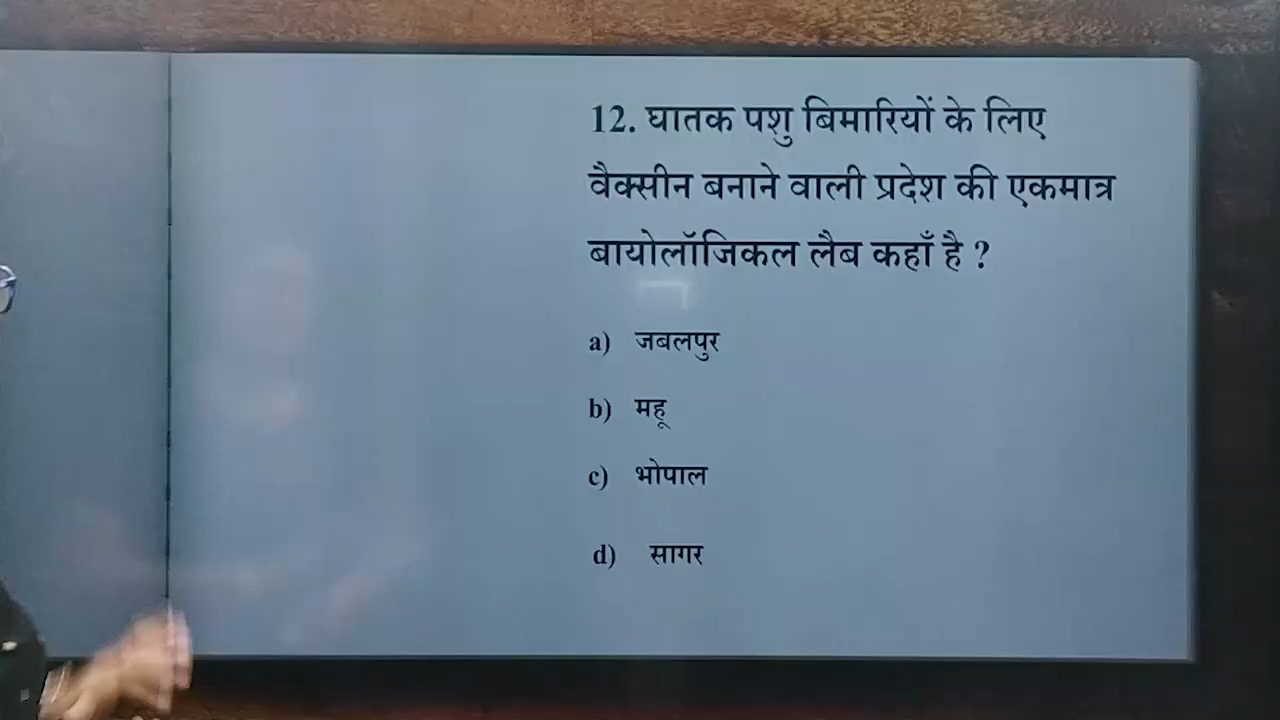 12. घातक पशु बिमारियों के लिए
वैक्सीन बनाने वाली प्रदेश की एकमात्र
बायोलॉजिकल लैब कहाँ है ?
a) जबलपुर
b) महू
c) भोपाल
d) सागर